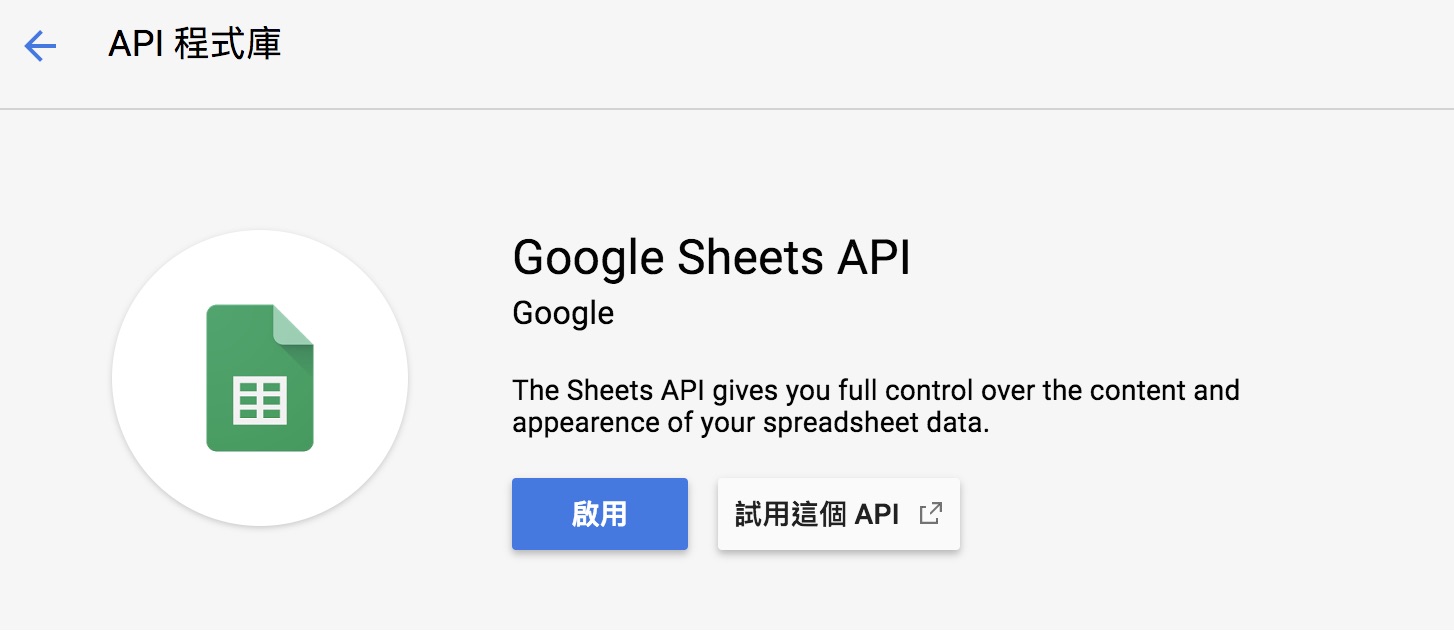 API 程式庫
Google Sheets API
Google
The Sheets API gives you full control over the content and
appearence of your spreadsheet data.
啟用
試用這個 API